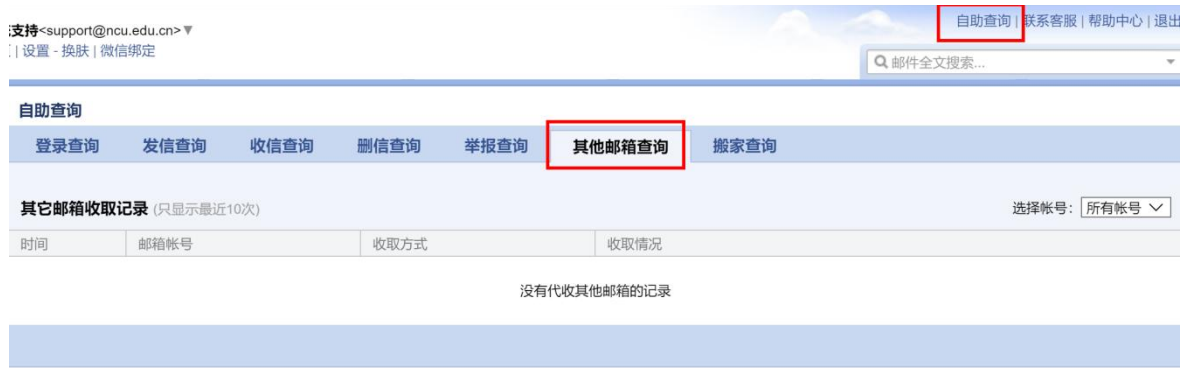 支持<support@ncu.edu.cn>▼
自助查询 | 联系客服 | 帮助中心 | 退出
| 设置 - 换肤 | 微信绑定
邮件全文搜索...
自助查询
登录查询 发信查询 收信查询 删信查询 举报查询 其他邮箱查询 搬家查询
其它邮箱收取记录 (只显示最近10次) 选择帐号: 所有帐号
时间 邮箱帐号 收取方式 收取情况
没有代收其他邮箱的记录